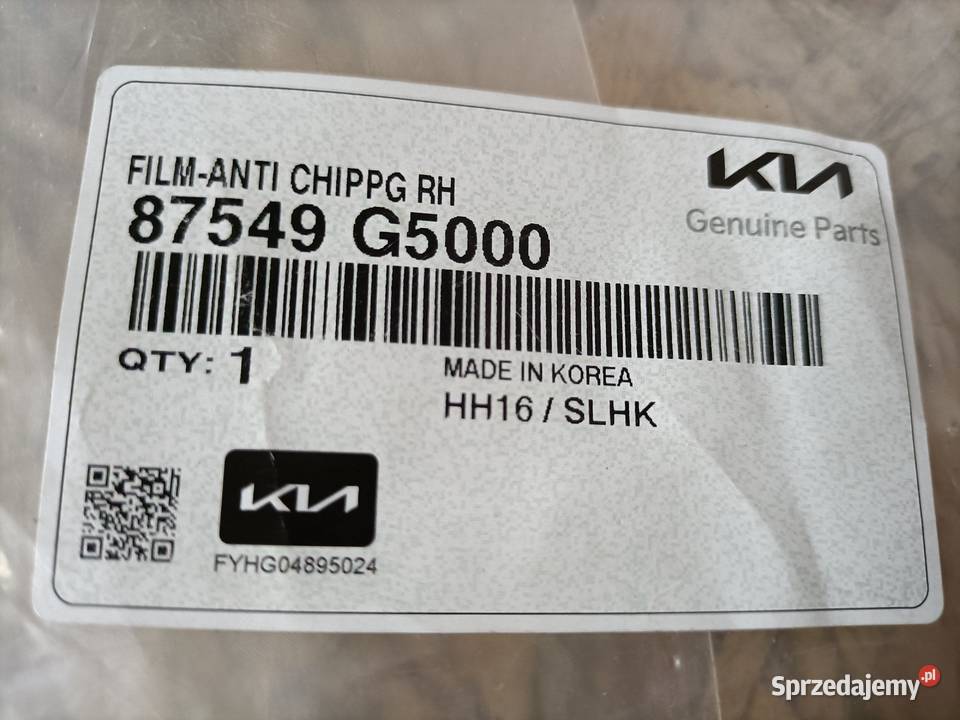 FILM-ANTI CHIPPG RH
87549 G5000
KIA
Genuine Parts
QTY: 1
MADE IN KOREA
HH16 / SLHK
KIA
FYHG04895024
Sprzedajemy.pl